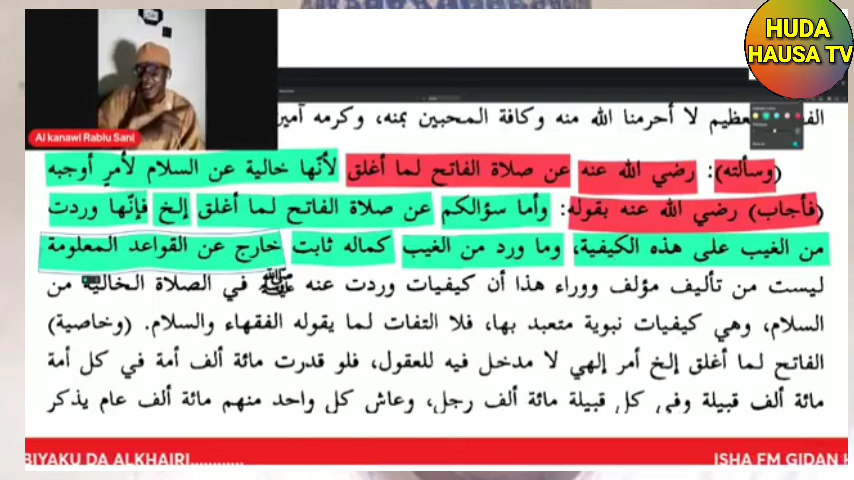 HUDA
HAUSA TV
Al kanawi Rabiu Sani
لا أحرمنا الله منه وكافة المحبين بمنه، وكرمه آمين
(وسألته): رضي الله عنه عن صلاة الفاتح لما أغلق لأنّها خالية عن السلام لأمرٍ أوجبه
(فأجاب) رضي الله عنه بقوله: وأما سؤالكم عن صلاة الفاتح لما أغلق إلخ فإنّها وردت
من الغيب على هذه الكيفية، وما ورد من الغيب كماله ثابت خارج عن القواعد المعلومة
ليست من تأليف مؤلف ووراء هذا أن كيفيات وردت عنه ﷺ في الصلاة الخالية من
السلام، وهي كيفيات نبوية متعبد بها، فلا التفات لما يقوله الفقهاء والسلام. (وخاصية)
الفاتح لما أغلق إلخ أمر إلهي لا مدخل فيه للعقول، فلو قدرت مائة ألف أمة في كل أمة
مائة ألف قبيلة وفي كل قبيلة مائة ألف رجل، وعاش كل واحد منهم مائة ألف عام يذكر
BIYAKU DA ALKHAIRI............
ISHA FM GIDAN